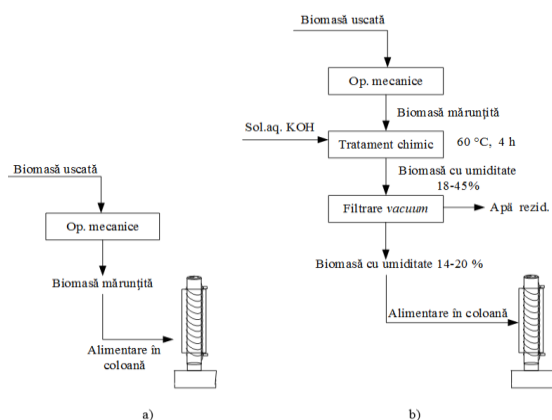 Biomasă uscată
Op. mecanice
Biomasă mărunțită
Alimentare în
coloană
a)
Biomasă uscată
Op. mecanice
Biomasă mărunțită
Sol.aq. KOH
Tratament chimic
60 °C, 4 h
Biomasă cu umiditate
18-45%
Filtrare vacuum
Apă rezid.
Biomasă cu umiditate 14-20 %
Alimentare în coloană
b)